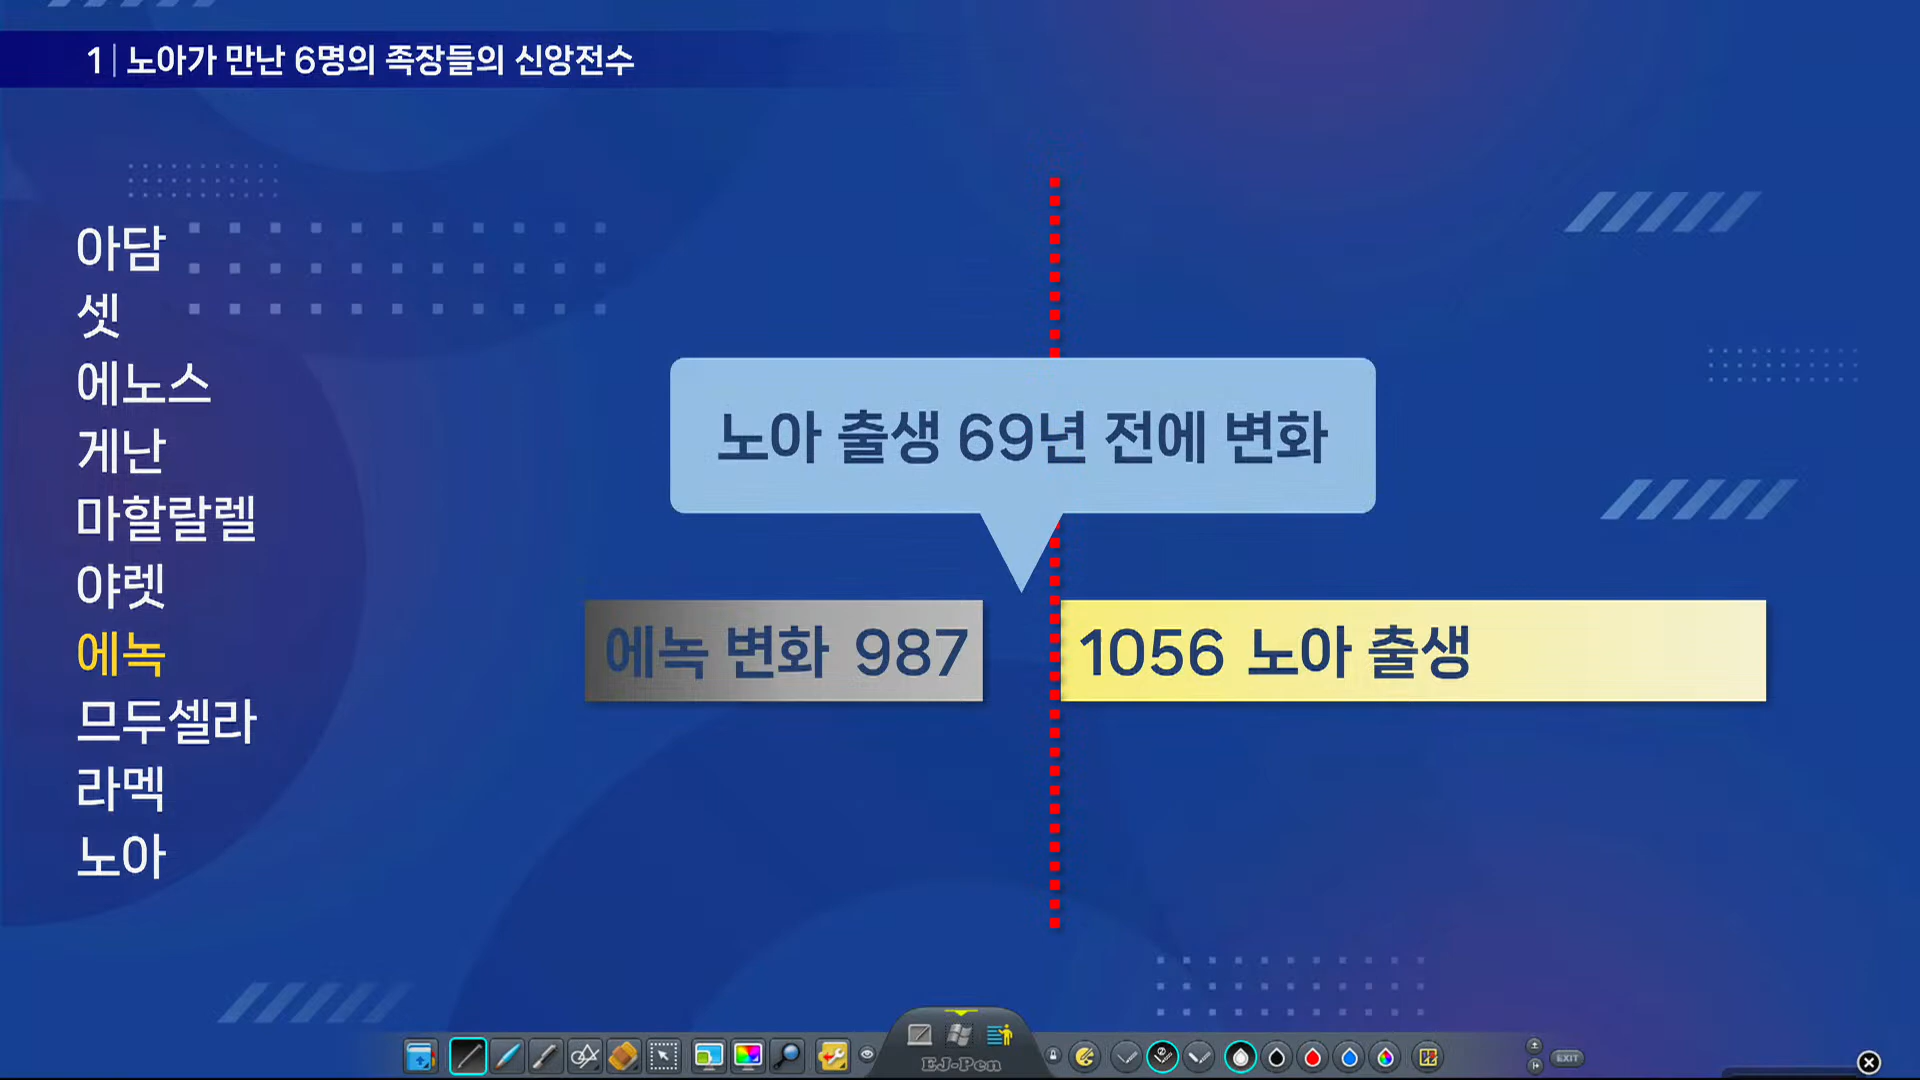 1 | 노아가 만난 6명의 족장들의 신앙전수
아담
셋
에노스
게난
마할랄렐
야렛
에녹
므두셀라
라멕
노아
노아 출생 69년 전에 변화
에녹 변화 987
1056 노아 출생
EJ-Pen
EXIT